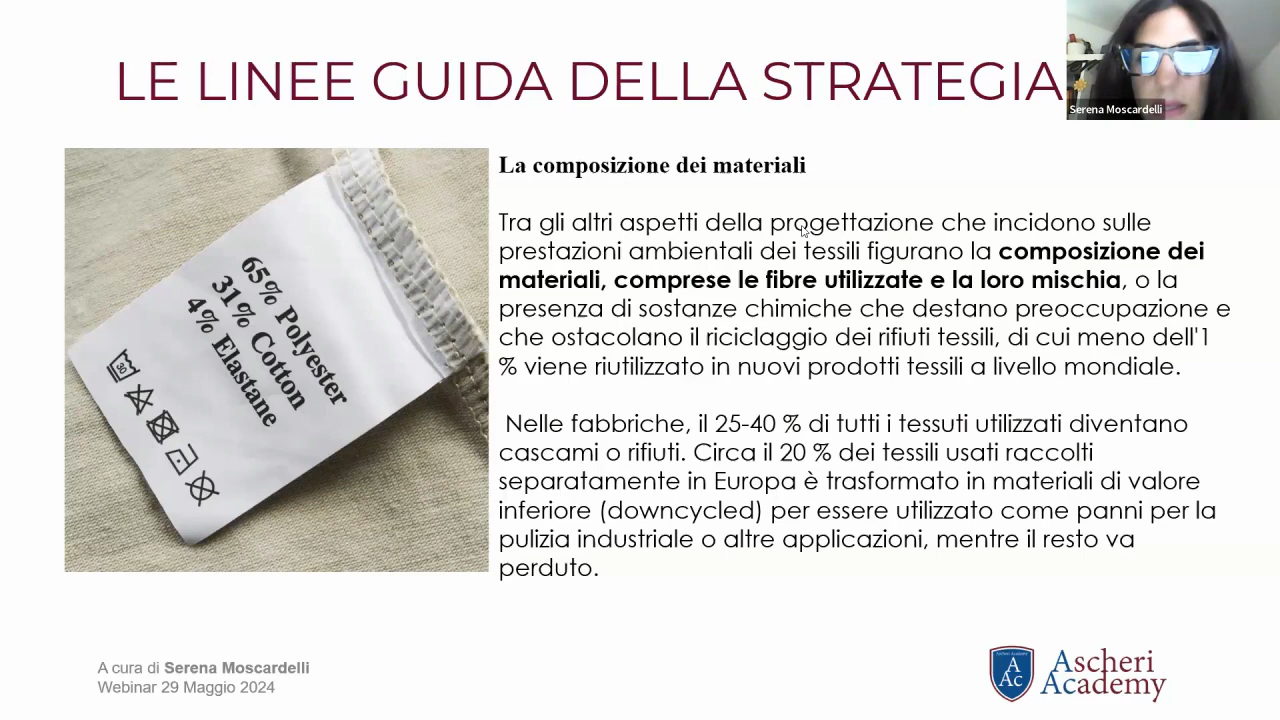 LE LINEE GUIDA DELLA STRATEGIA
Serena Moscardelli
65% Polyester
31% Cotton
4% Elastane
30
La composizione dei materiali
Tra gli altri aspetti della progettazione che incidono sulle
prestazioni ambientali dei tessili figurano la composizione dei
materiali, comprese le fibre utilizzate e la loro mischia, o la
presenza di sostanze chimiche che destano preoccupazione e
che ostacolano il riciclaggio dei rifiuti tessili, di cui meno dell'1
% viene riutilizzato in nuovi prodotti tessili a livello mondiale.
Nelle fabbriche, il 25-40 % di tutti i tessuti utilizzati diventano
cascami o rifiuti. Circa il 20 % dei tessili usati raccolti
separatamente in Europa è trasformato in materiali di valore
inferiore (downcycled) per essere utilizzato come panni per la
pulizia industriale o altre applicazioni, mentre il resto va
perduto.
A cura di Serena Moscardelli
Webinar 29 Maggio 2024
Ascheri Academy
A
Ac
Ascheri
Academy